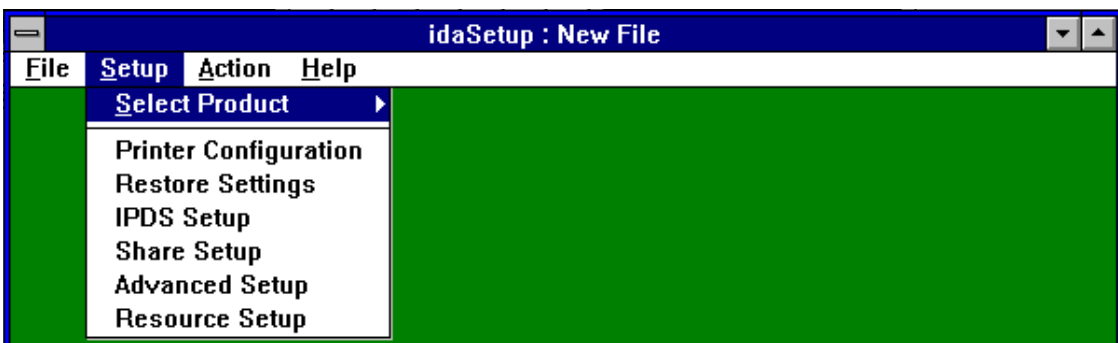 idaSetup : New File
File Setup Action Help
Select Product
Printer Configuration
Restore Settings
IPDS Setup
Share Setup
Advanced Setup
Resource Setup